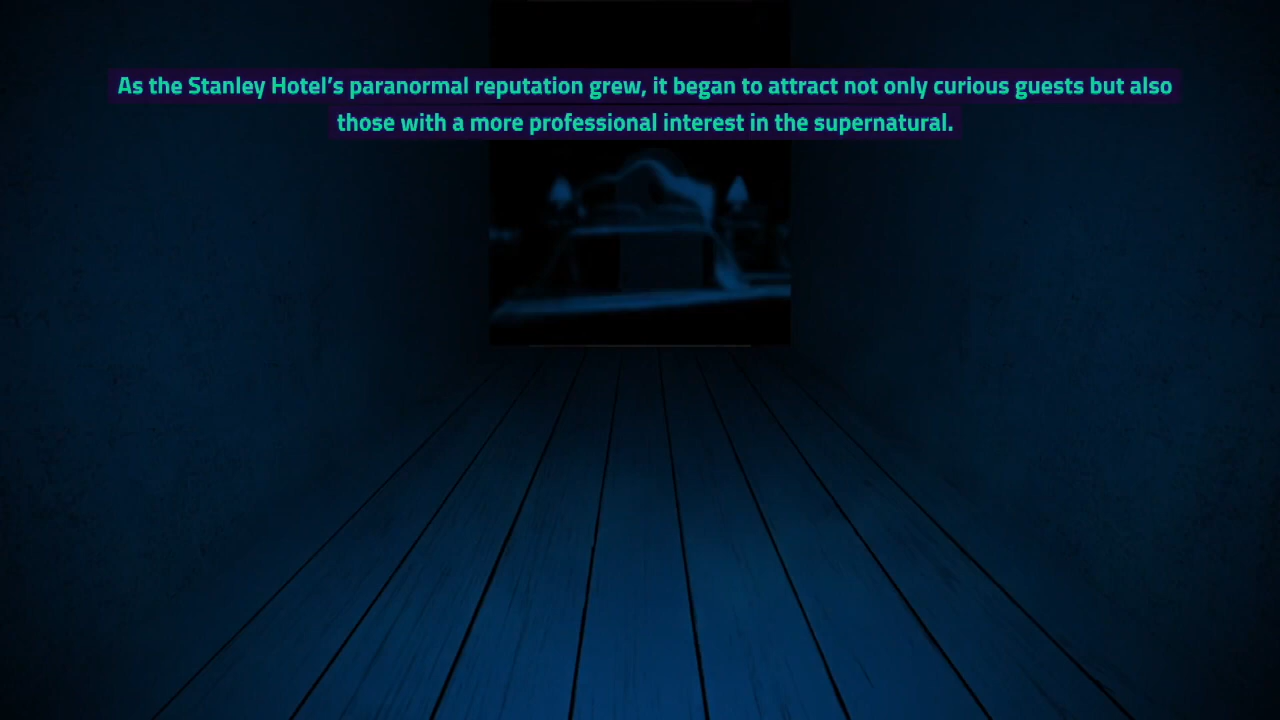 As the Stanley Hotel’s paranormal reputation grew, it began to attract not only curious guests but also
those with a more professional interest in the supernatural.